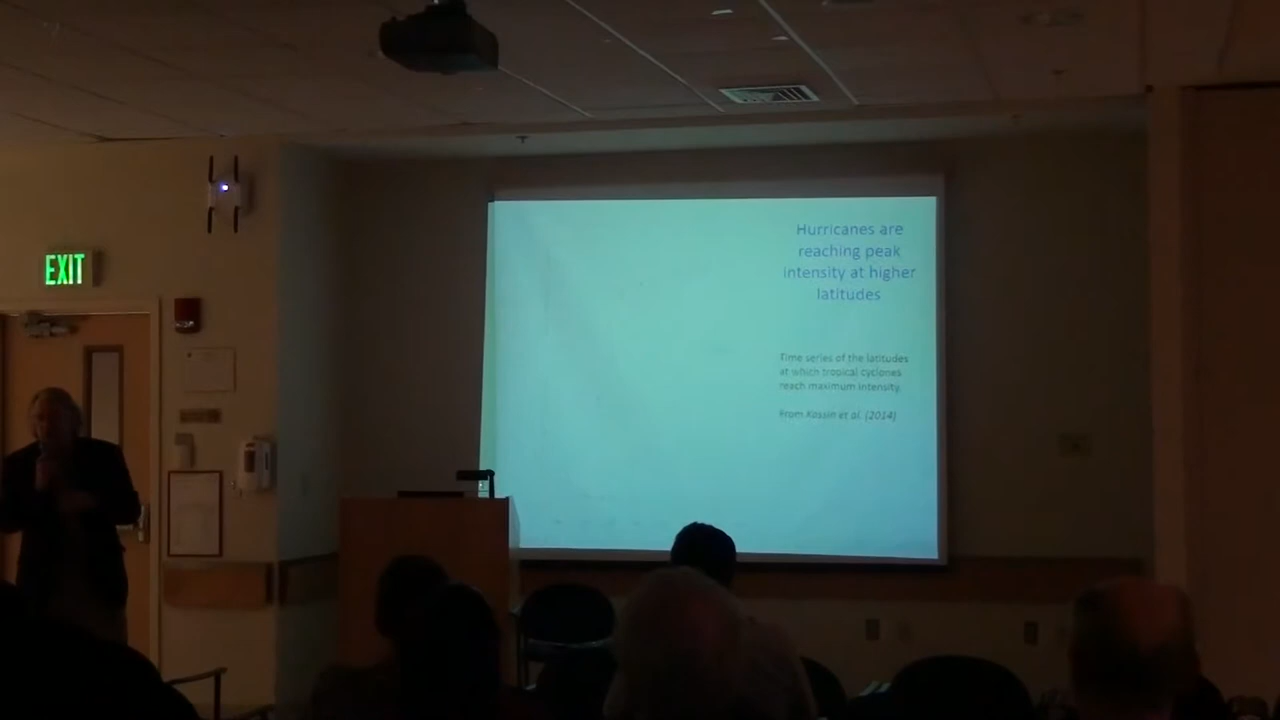 EXIT
Hurricanes are
reaching peak
intensity at higher
latitudes
Time series of the latitudes
at which tropical cyclones
reach maximum intensity.
From Kossin et al. (2014)